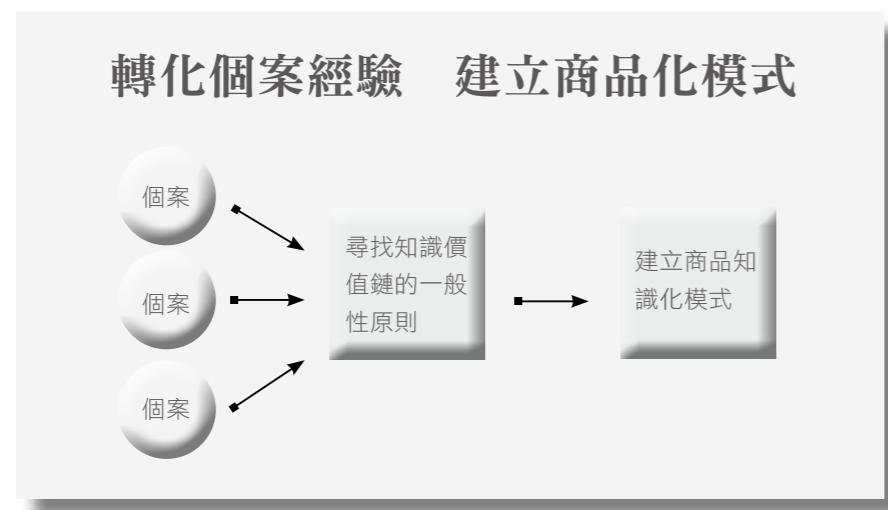 轉化個案經驗　建立商品化模式
個案
個案
個案
尋找知識價
值鏈的一般
性原則
建立商品知
識化模式